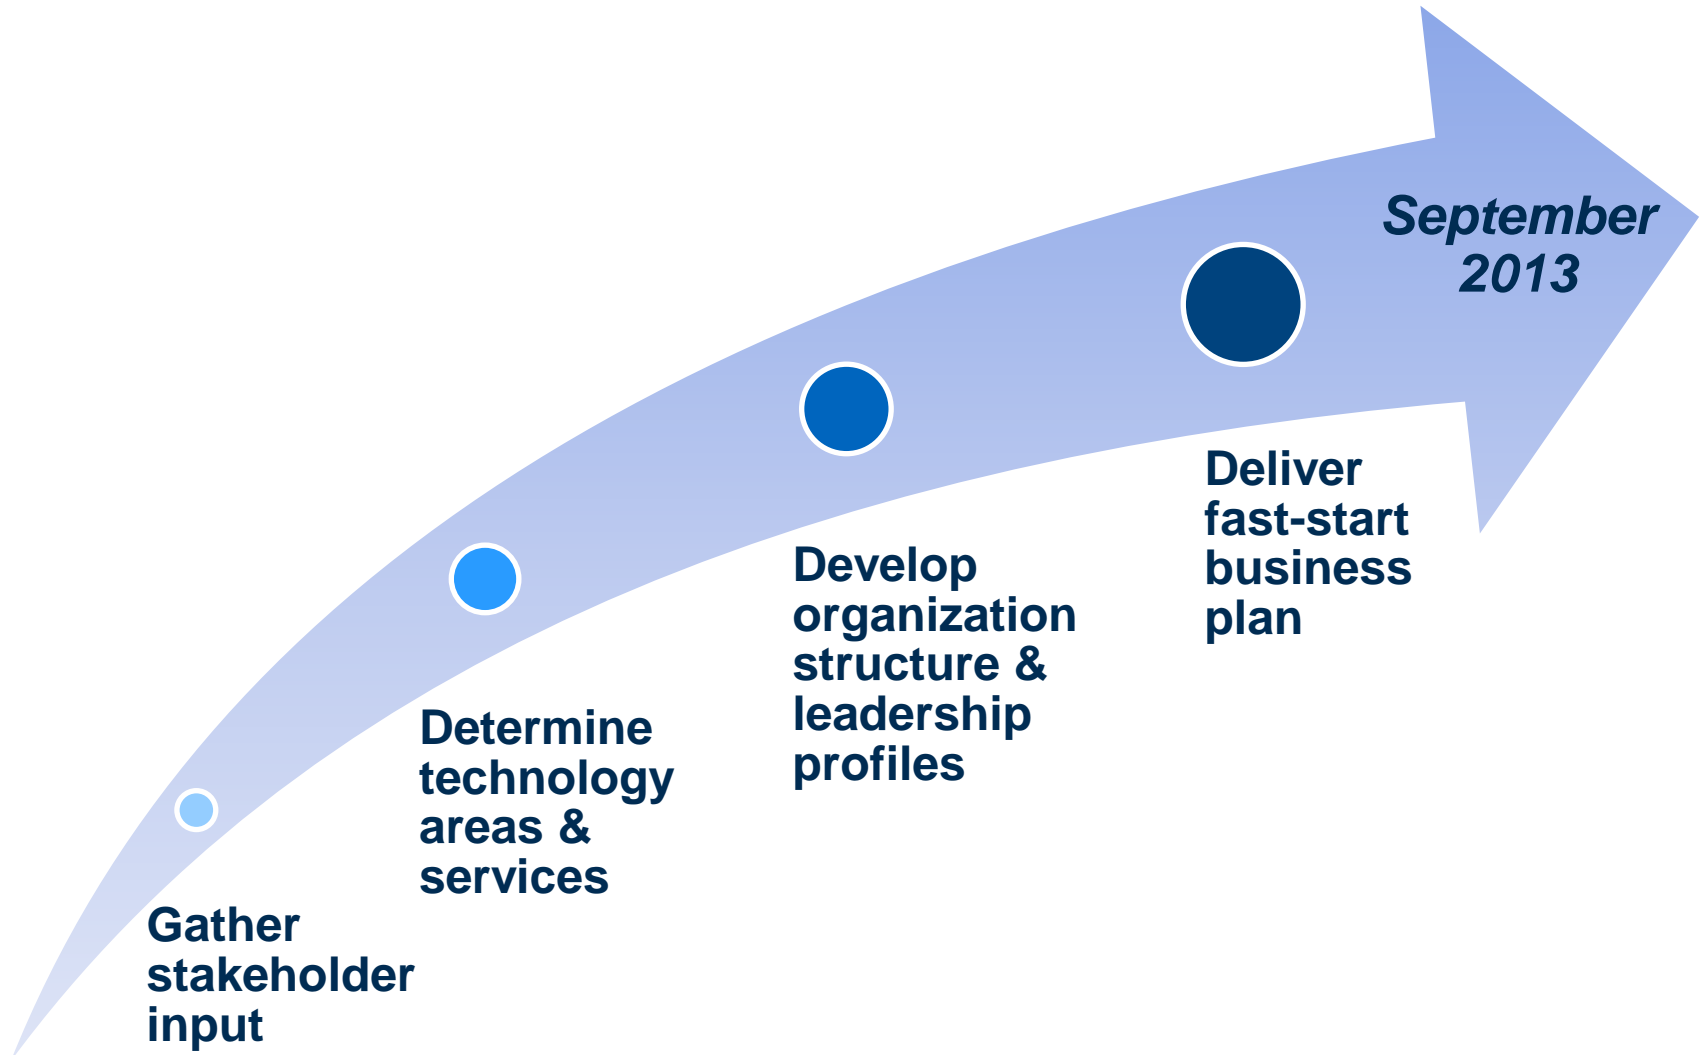 Gather
stakeholder
input
Determine
technology
areas &
services
Develop
organization
structure &
leadership
profiles
Deliver
fast-start
business
plan
September
2013